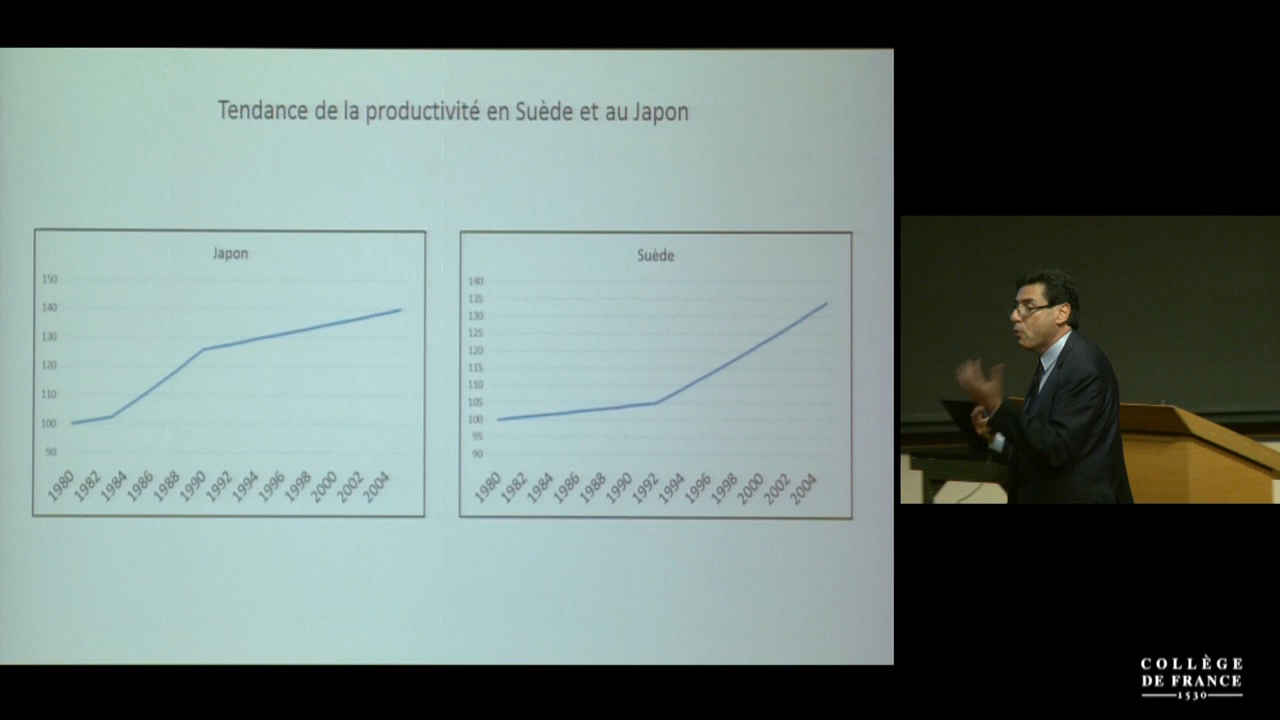 Tendance de la productivité en Suède et au Japon
Japon
150
140
130
120
110
100
90
1980 1982 1984 1986 1988 1990 1992 1994 1996 1998 2000 2002 2004
Suède
140
135
130
125
120
115
110
105
100
95
90
1980 1982 1984 1986 1988 1990 1992 1994 1996 1998 2000 2002 2004
COLLÈGE
DE FRANCE
1530